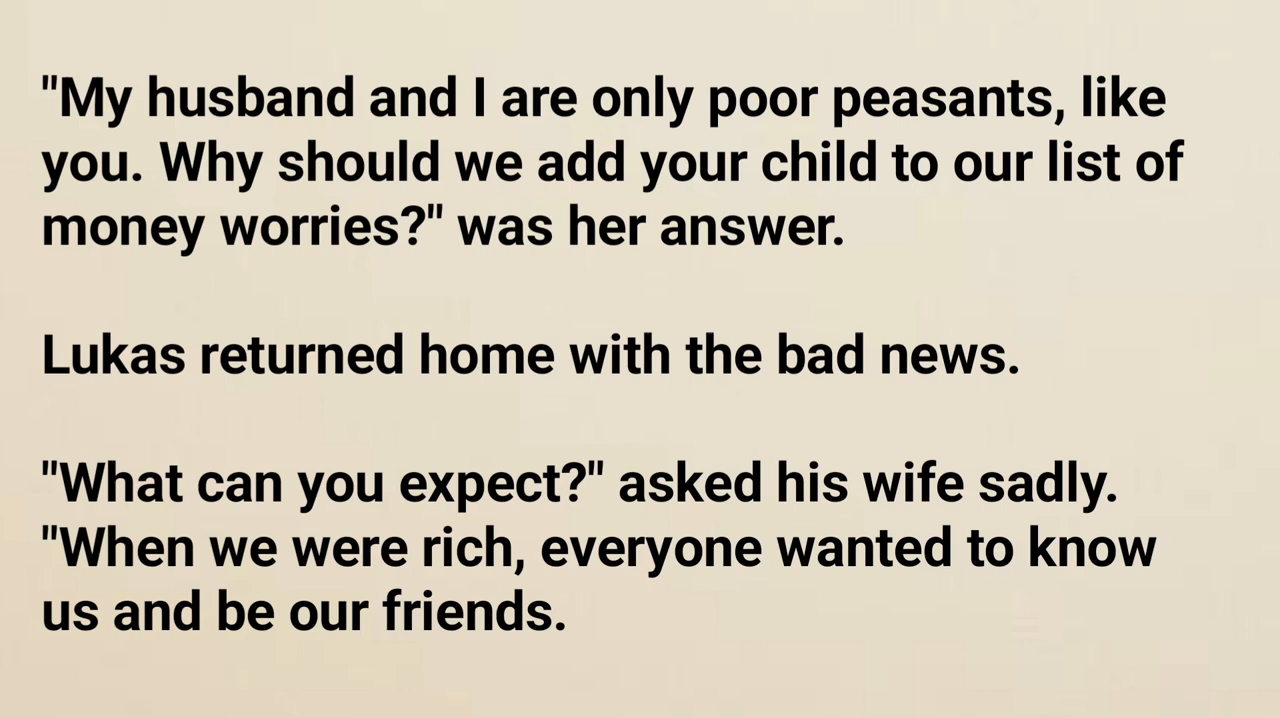 "My husband and I are only poor peasants, like
you. Why should we add your child to our list of
money worries?" was her answer.
Lukas returned home with the bad news.
"What can you expect?" asked his wife sadly.
"When we were rich, everyone wanted to know
us and be our friends.